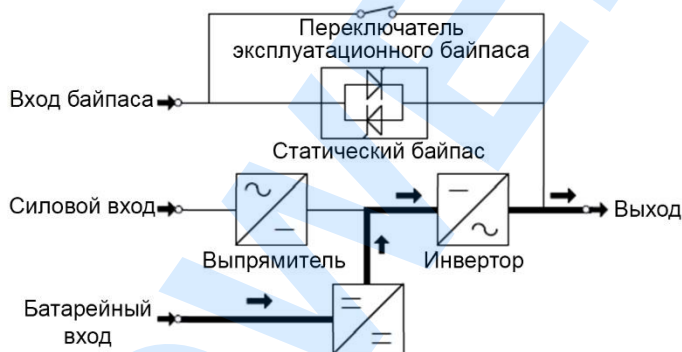 Переключатель
эксплуатационного байпаса
Вход байпаса
Статический байпас
Силовой вход
Выход
Выпрямитель
Инвертор
Батарейный
вход